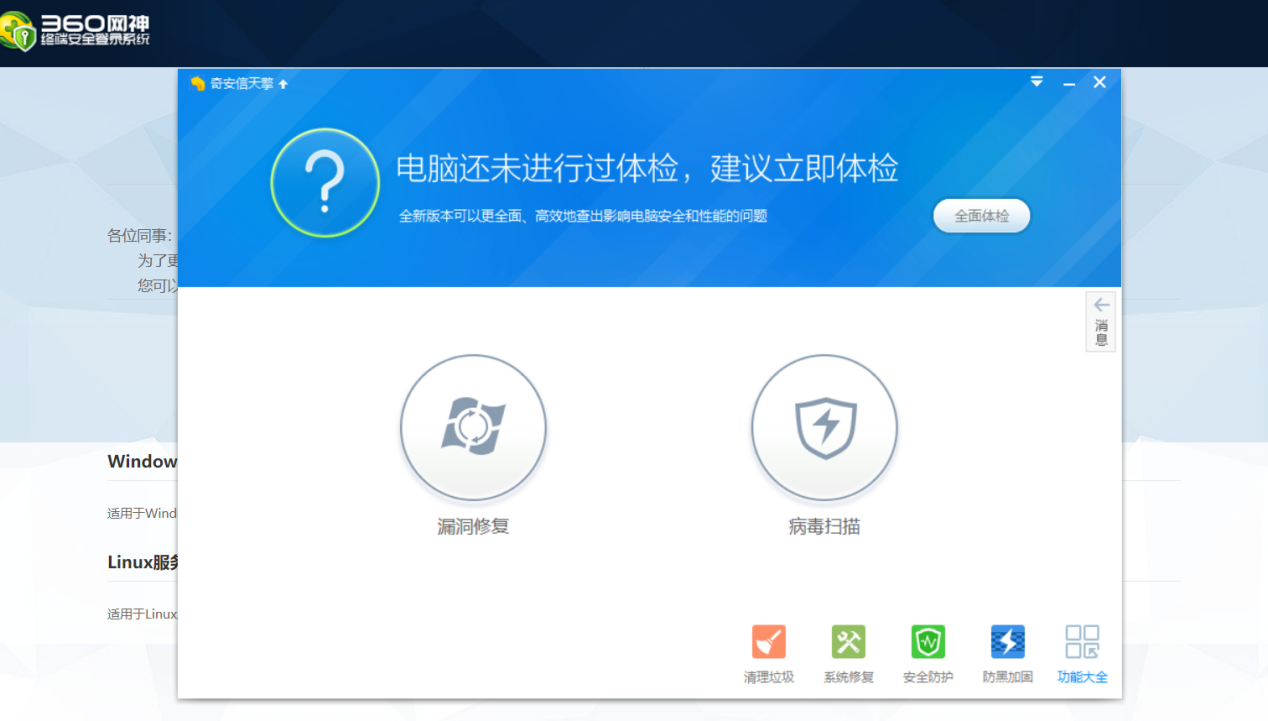 360网神
终端安全登录系统
奇安信天擎
电脑还未进行过体检，建议立即体检
全新版本可以更全面、高效地查出影响电脑安全和性能的问题
全面体检
各位同事：
为了更
您可以
消息
漏洞修复
病毒扫描
Window
适用于Wind
Linux服务
适用于Linux
清理垃圾
系统修复
安全防护
防黑加固
功能大全